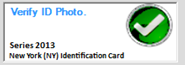 Verify ID Photo.
Series 2013
New York (NY) Identification Card